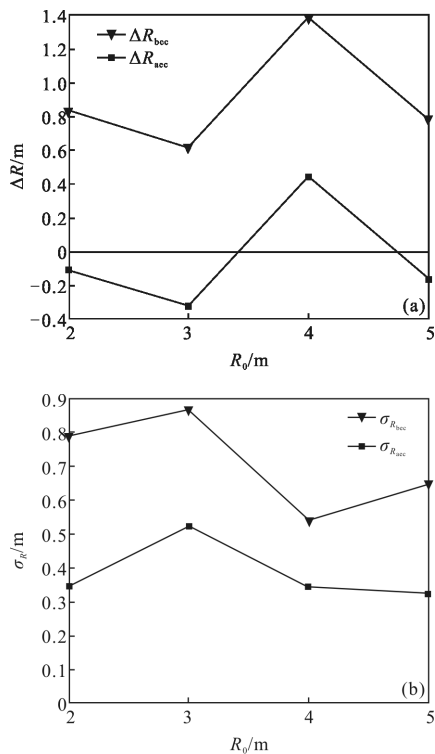 1.4
1.2
1.0
0.8
0.6
0.4
0.2
0
−0.2
−0.4
ΔR/m
ΔR_bec
ΔR_aec
(a)
2 3 4 5
R₀/m
0.9
0.8
0.7
0.6
0.5
0.4
0.3
0.2
0.1
0
σ_R/m
σ_R_bec
σ_R_aec
(b)
2 3 4 5
R₀/m